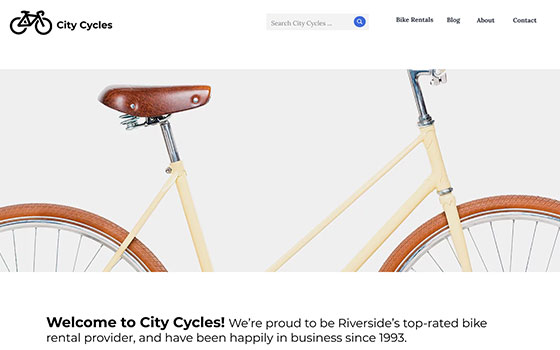 City Cycles
Search City Cycles ...
Bike Rentals
Blog
About
Contact
Welcome to City Cycles! We're proud to be Riverside's top-rated bike
rental provider, and have been happily in business since 1993.